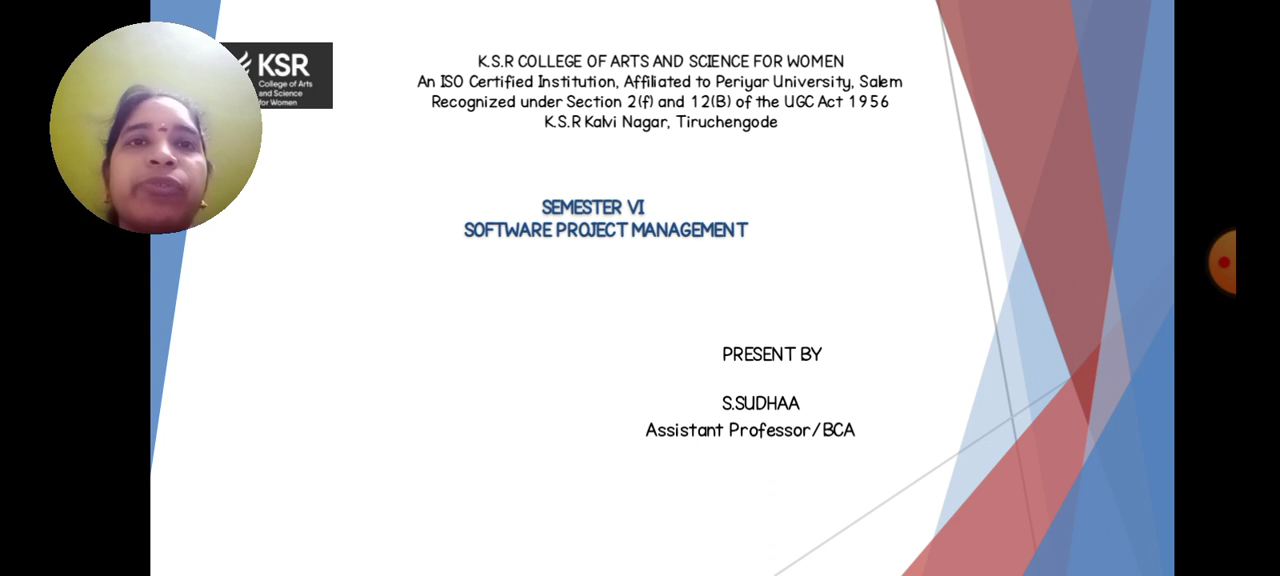 KSR
College of Arts
and Science
for Women
K.S.R COLLEGE OF ARTS AND SCIENCE FOR WOMEN
An ISO Certified Institution, Affiliated to Periyar University, Salem
Recognized under Section 2(f) and 12(B) of the UGC Act 1956
K.S.R Kalvi Nagar, Tiruchengode
SEMESTER VI
SOFTWARE PROJECT MANAGEMENT
PRESENT BY
S.SUDHAA
Assistant Professor/BCA